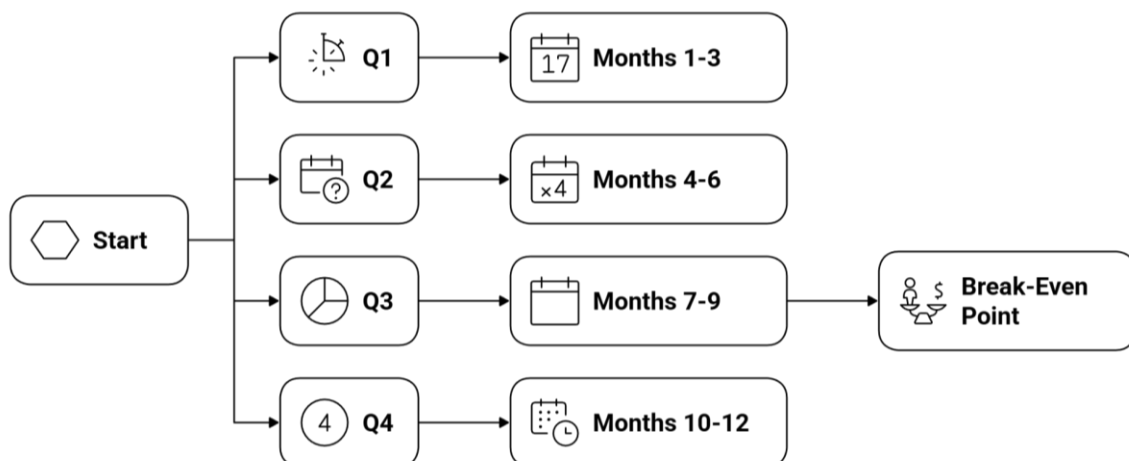 Start
Q1
17
Months 1-3
Q2
?
×4
Months 4-6
Q3
Months 7-9
$
Break-Even
Point
4
Q4
Months 10-12